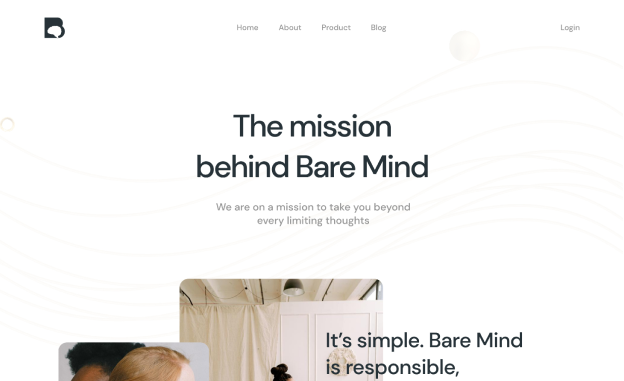 Home About Product Blog Login
The mission
behind Bare Mind
We are on a mission to take you beyond
every limiting thoughts
It’s simple. Bare Mind
is responsible,